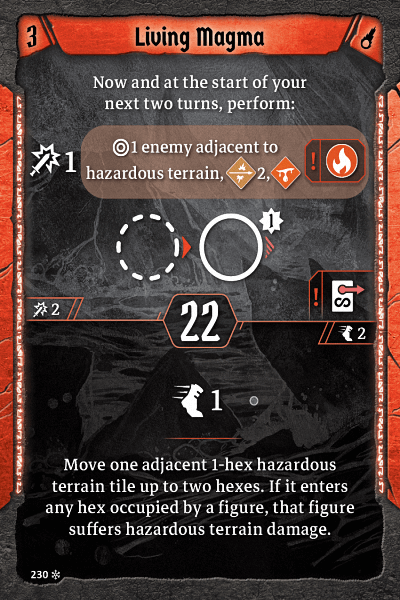 3
Living Magma
Now and at the start of your
next two turns, perform:
1
1 enemy adjacent to
hazardous terrain, 2,
!
1
!
2
22
2
1
Move one adjacent 1-hex hazardous
terrain tile up to two hexes. If it enters
any hex occupied by a figure, that figure
suffers hazardous terrain damage.
230